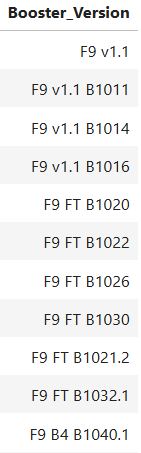 Booster_Version
F9 v1.1
F9 v1.1 B1011
F9 v1.1 B1014
F9 v1.1 B1016
F9 FT B1020
F9 FT B1022
F9 FT B1026
F9 FT B1030
F9 FT B1021.2
F9 FT B1032.1
F9 B4 B1040.1